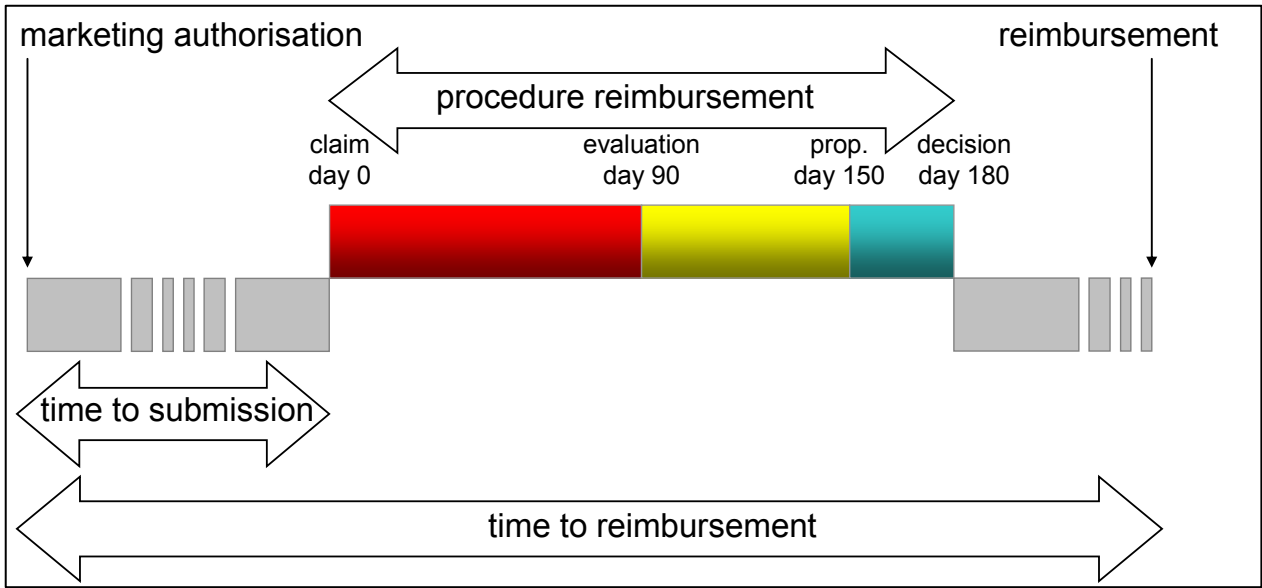 marketing authorisation
reimbursement
procedure reimbursement
claim
day 0
evaluation
day 90
prop.
day 150
decision
day 180
time to submission
time to reimbursement